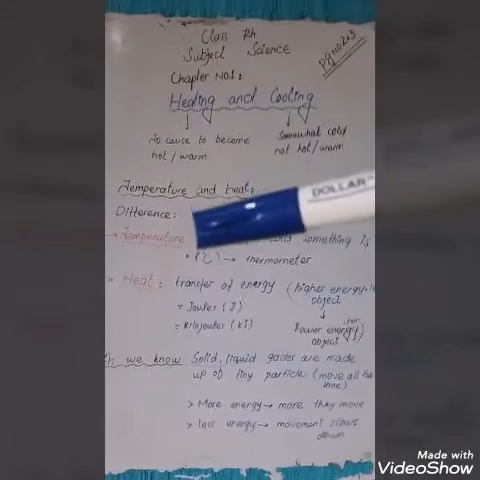 Class 7th
Subject Science
Pg no 2,3
Chapter No1:
Heating and Cooling
To cause to become hot/warm
Somewhat cold not hot/warm
Temperature and heat:
DOLLAR
Difference:
→ Temperature something is
(°C) → thermometer
Heat: transfer of energy (higher energy
object
= Joules (J)
= Kilojoules (kJ)
lower energy
object)
As we know Solid, liquid gasses are made
up of tiny particle (move all the
time)
> More energy → more they move
> less energy → movement slows
down
Made with
VideoShow